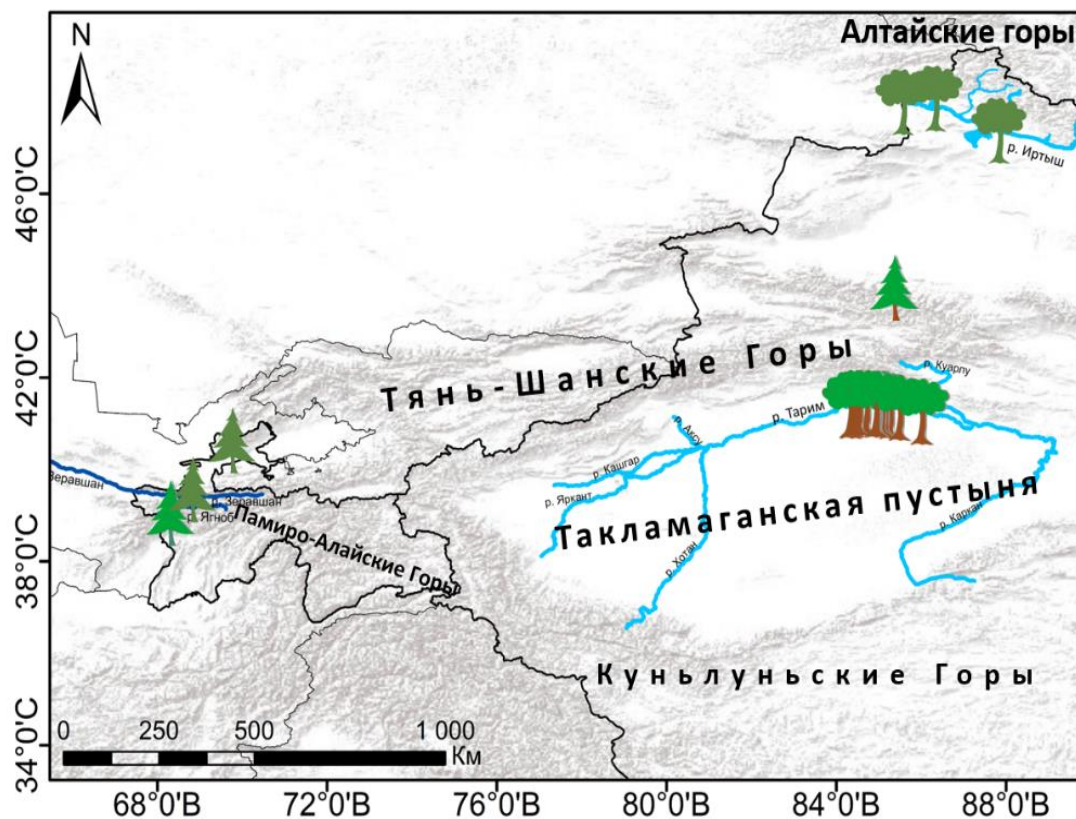 Алтайские горы
N
р. Иртыш
46°0'С
42°0'С
38°0'С
34°0'С
Тянь-Шанские Горы
р. Куарпу
р. Тарим
р. Аксу
р. Кашгар
р. Яркант
Такламаганская пустыня
р. Каркан
р. Хотан
Зеравшан
р. Зеравшан
р. Ягноб
Памиро-Алайские Горы
Куньлуньские Горы
0 250 500 1 000
Км
68°0'В 72°0'В 76°0'В 80°0'В 84°0'В 88°0'В